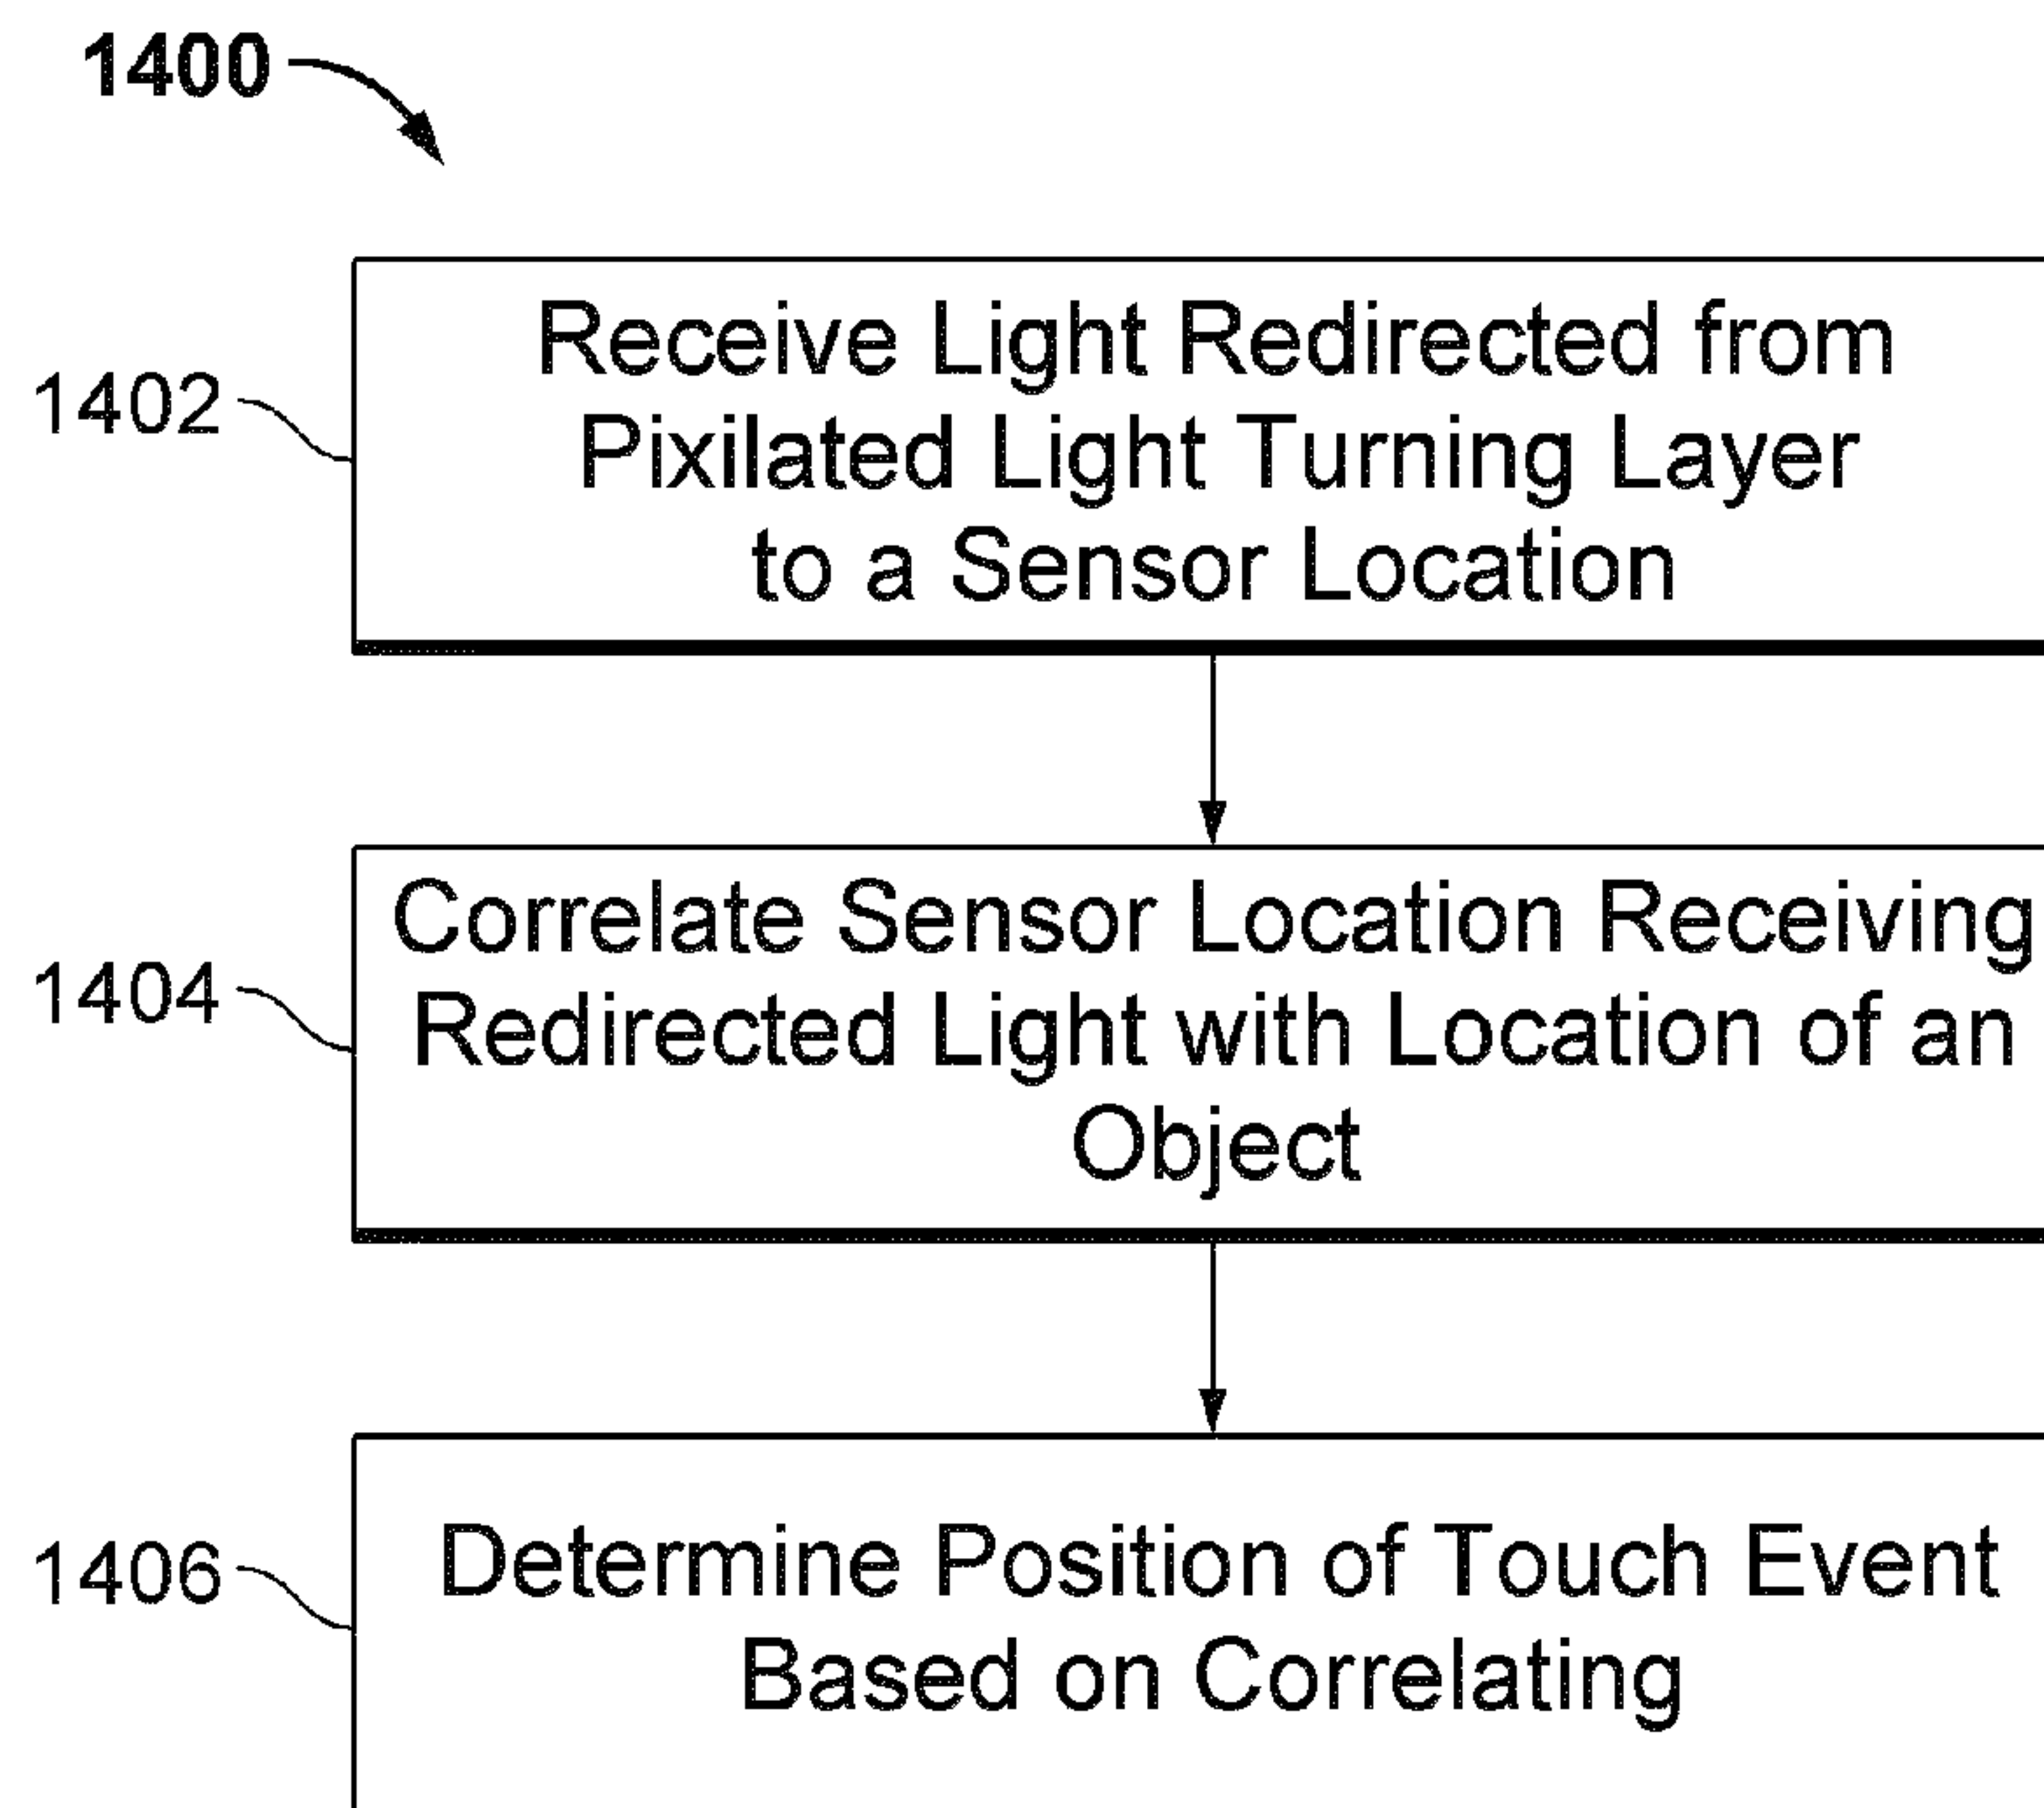 1400
1402
Receive Light Redirected from
Pixilated Light Turning Layer
to a Sensor Location
1404
Correlate Sensor Location Receiving
Redirected Light with Location of an
Object
1406
Determine Position of Touch Event
Based on Correlating